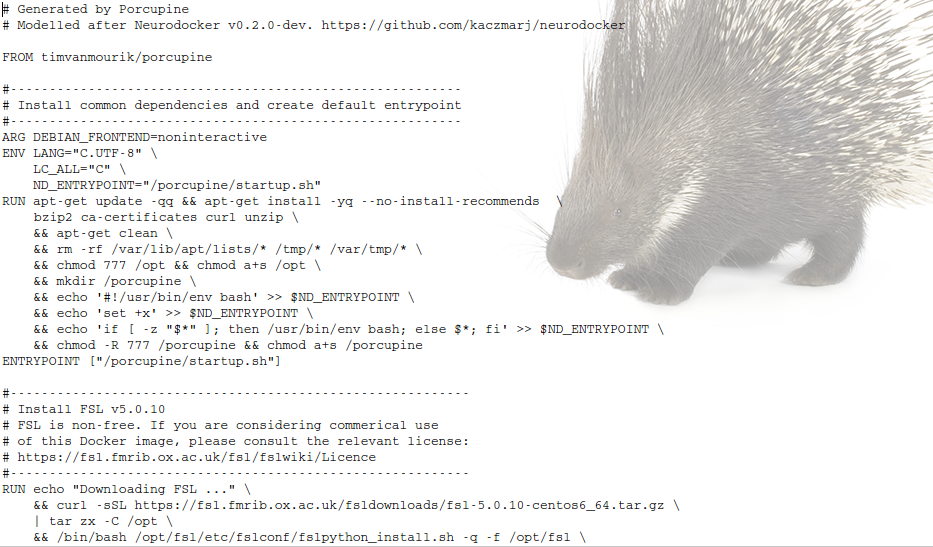 # Generated by Porcupine
# Modelled after Neurodocker v0.2.0-dev. https://github.com/kaczmarj/neurodocker

FROM timvanmourik/porcupine

#----------------------------------------------------------
# Install common dependencies and create default entrypoint
#----------------------------------------------------------
ARG DEBIAN_FRONTEND=noninteractive
ENV LANG="C.UTF-8" \
    LC_ALL="C" \
    ND_ENTRYPOINT="/porcupine/startup.sh"
RUN apt-get update -qq && apt-get install -yq --no-install-recommends  \
    bzip2 ca-certificates curl unzip \
    && apt-get clean \
    && rm -rf /var/lib/apt/lists/* /tmp/* /var/tmp/* \
    && chmod 777 /opt && chmod a+s /opt \
    && mkdir /porcupine \
    && echo '#!/usr/bin/env bash' >> $ND_ENTRYPOINT \
    && echo 'set +x' >> $ND_ENTRYPOINT \
    && echo 'if [ -z "$*" ]; then /usr/bin/env bash; else $*; fi' >> $ND_ENTRYPOINT \
    && chmod -R 777 /porcupine && chmod a+s /porcupine
ENTRYPOINT ["/porcupine/startup.sh"]

#-----------------------------------------------------------
# Install FSL v5.0.10
# FSL is non-free. If you are considering commerical use
# of this Docker image, please consult the relevant license:
# https://fsl.fmrib.ox.ac.uk/fsl/fslwiki/Licence
#-----------------------------------------------------------
RUN echo "Downloading FSL ..." \
    && curl -sSL https://fsl.fmrib.ox.ac.uk/fsldownloads/fsl-5.0.10-centos6_64.tar.gz \
    | tar zx -C /opt \
    && /bin/bash /opt/fsl/etc/fslconf/fslpython_install.sh -q -f /opt/fsl \